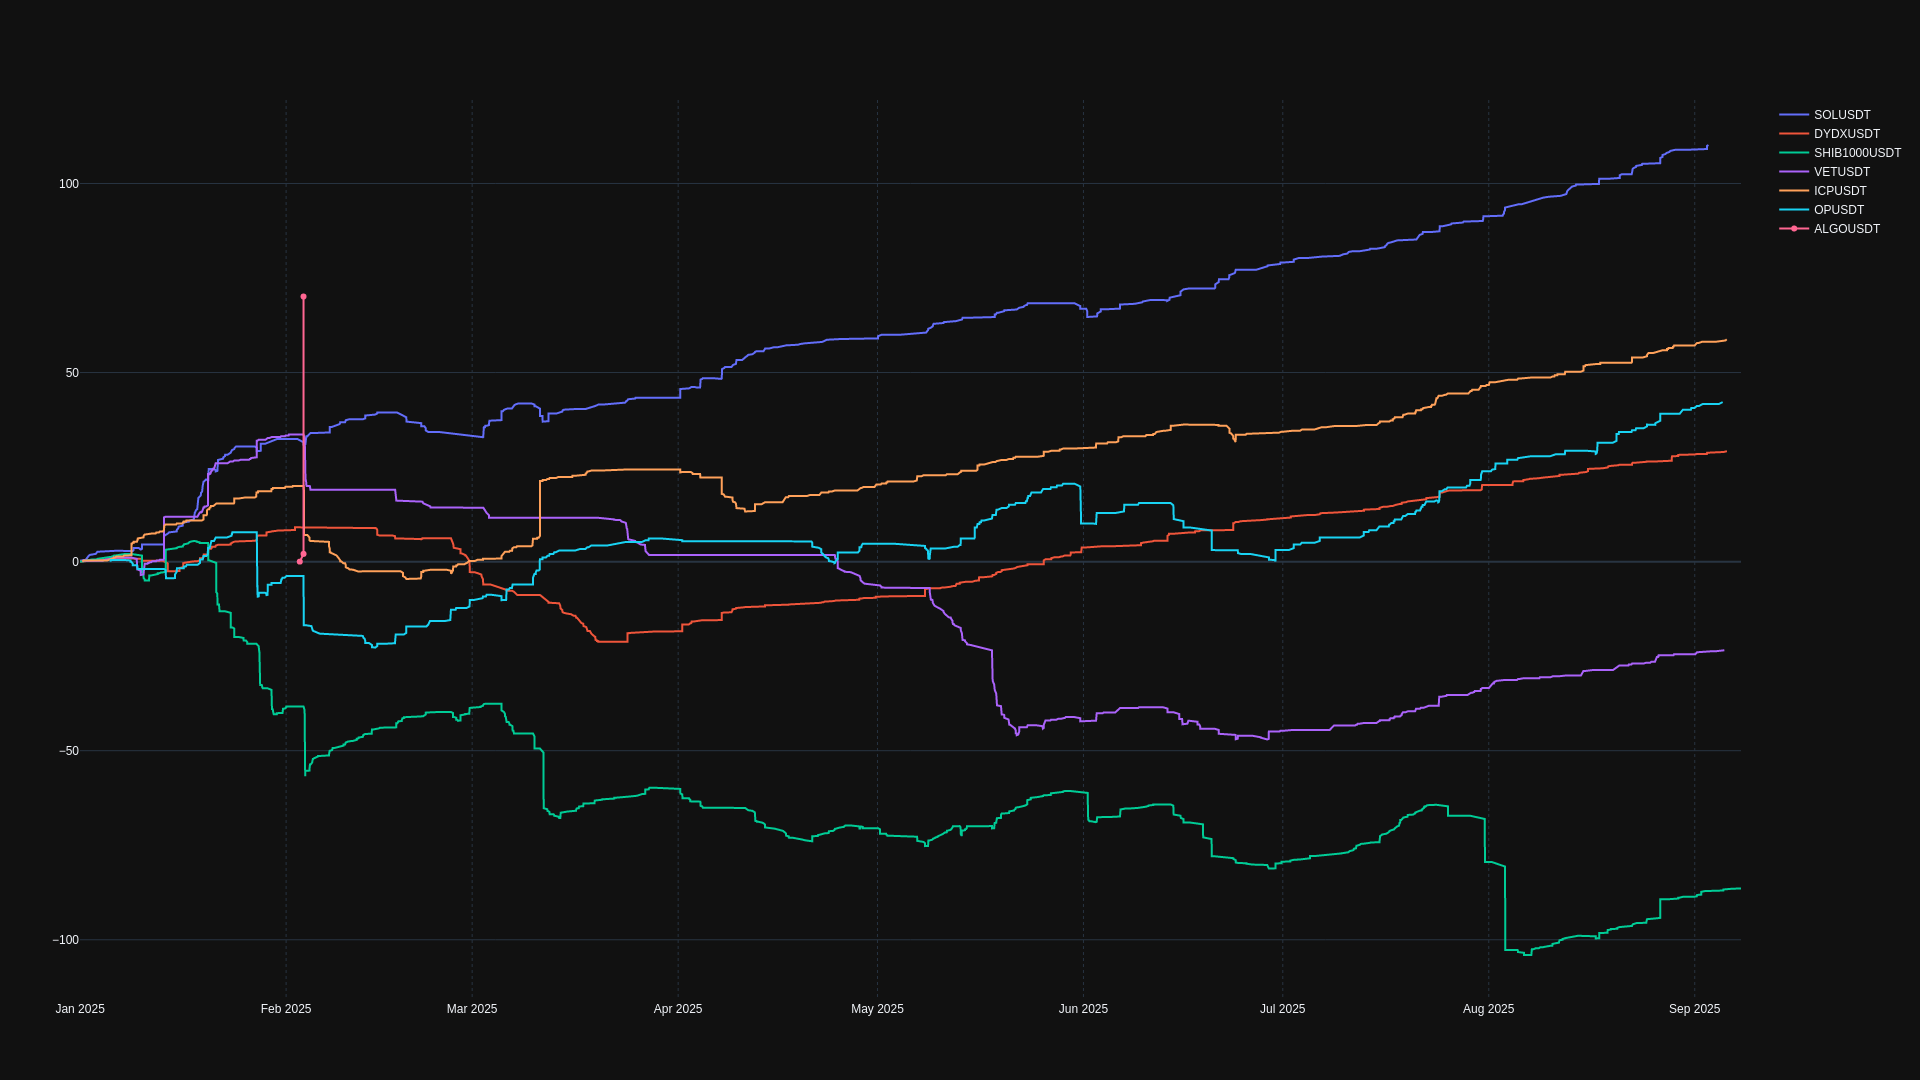 SOLUSDT
DYDXUSDT
SHIB1000USDT
VETUSDT
ICPUSDT
OPUSDT
ALGOUSDT
100
50
0
−50
−100
Jan 2025 Feb 2025 Mar 2025 Apr 2025 May 2025 Jun 2025 Jul 2025 Aug 2025 Sep 2025